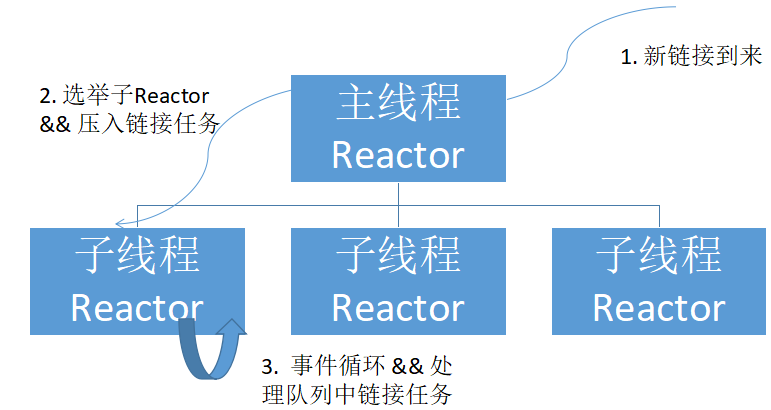 1. 新链接到来
2. 选举子Reactor
&& 压入链接任务
主线程
Reactor
子线程
Reactor
子线程
Reactor
子线程
Reactor
3. 事件循环 && 处
理队列中链接任务